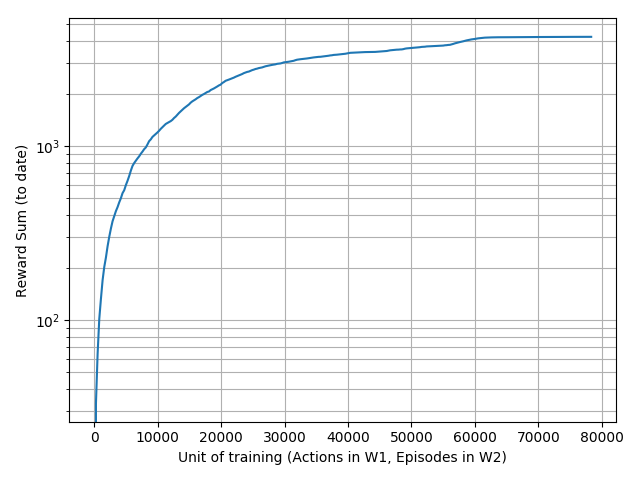 Reward Sum (to date)
10³
10²
0 10000 20000 30000 40000 50000 60000 70000 80000
Unit of training (Actions in W1, Episodes in W2)